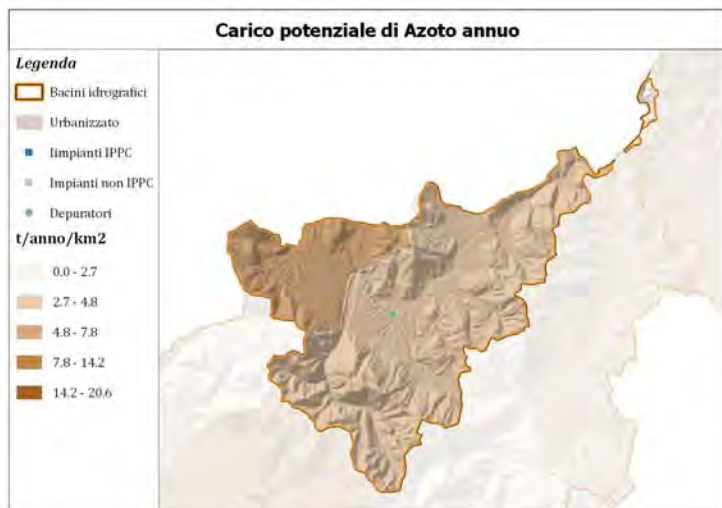 Carico potenziale di Azoto annuo
Legenda
Bacini idrografici
Urbanizzato
Iimpianti IPPC
Impianti non IPPC
Depuratori
t/anno/km2
0.0 - 2.7
2.7 - 4.8
4.8 - 7.8
7.8 - 14.2
14.2 - 20.6